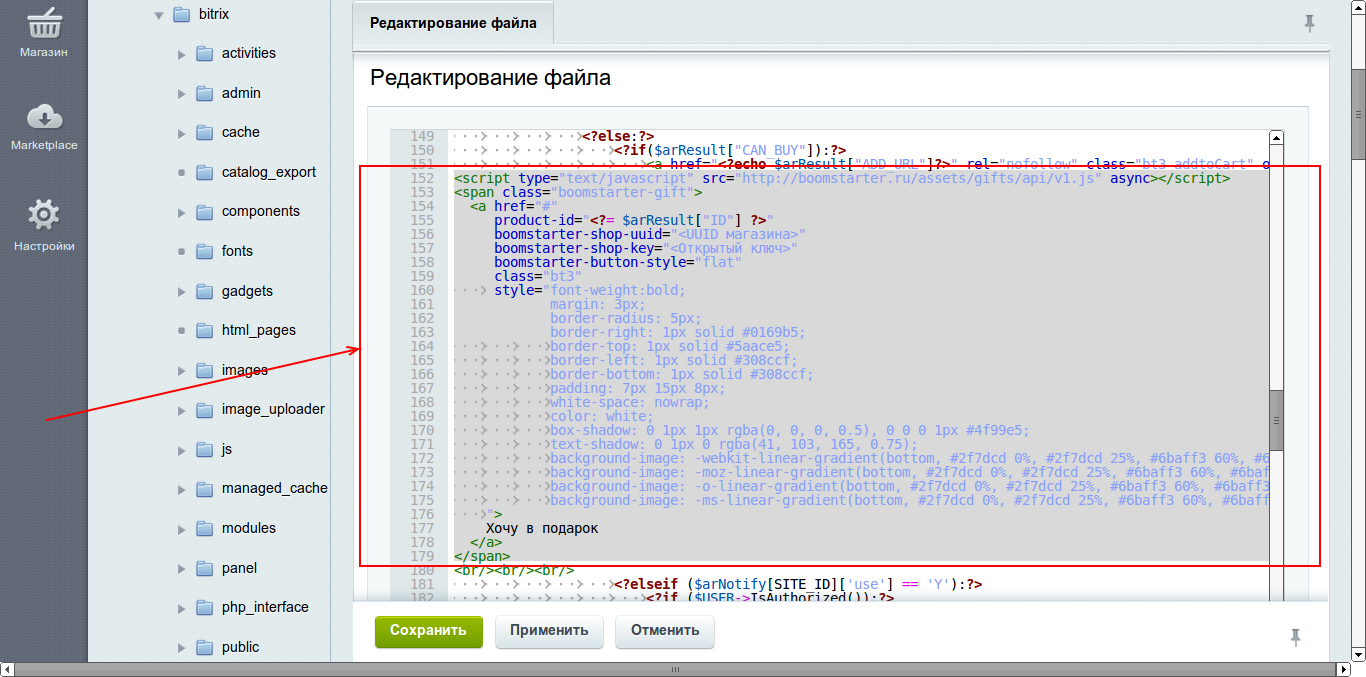 Магазин
Marketplace
Настройки
bitrix
activities
admin
cache
catalog_export
components
fonts
gadgets
html_pages
images
image_uploader
js
managed_cache
modules
panel
php_interface
public
Редактирование файла
Редактирование файла
149 <?else:?>
150 <?if($arResult["CAN_BUY"]):?>
151 <a href="<?echo $arResult["ADD_URL"]?>" rel="nofollow" class="bt3 addtoCart" o
152 <script type="text/javascript" src="http://boomstarter.ru/assets/gifts/api/v1.js" async></script>
153 <span class="boomstarter-gift">
154 <a href="#"
155 product-id="<?= $arResult["ID"] ?>"
156 boomstarter-shop-uuid="<UUID магазина>"
157 boomstarter-shop-key="<Открытый ключ>"
158 boomstarter-button-style="flat"
159 class="bt3"
160 style="font-weight:bold;
161 margin: 3px;
162 border-radius: 5px;
163 border-right: 1px solid #0169b5;
164 border-top: 1px solid #5aace5;
165 border-left: 1px solid #308ccf;
166 border-bottom: 1px solid #308ccf;
167 padding: 7px 15px 8px;
168 white-space: nowrap;
169 color: white;
170 box-shadow: 0 1px 1px rgba(0, 0, 0, 0.5), 0 0 0 1px #4f99e5;
171 text-shadow: 0 1px 0 rgba(41, 103, 165, 0.75);
172 background-image: -webkit-linear-gradient(bottom, #2f7dcd 0%, #2f7dcd 25%, #6baff3 60%, #6
173 background-image: -moz-linear-gradient(bottom, #2f7dcd 0%, #2f7dcd 25%, #6baff3 60%, #6baf
174 background-image: -o-linear-gradient(bottom, #2f7dcd 0%, #2f7dcd 25%, #6baff3 60%, #6baff3
175 background-image: -ms-linear-gradient(bottom, #2f7dcd 0%, #2f7dcd 25%, #6baff3 60%, #6baff
176 ">
177 Хочу в подарок
178 </a>
179 </span>
180 <br/><br/><br/>
181 <?elseif ($arNotify[SITE_ID]['use'] == 'Y'):?>
182 <?if ($USER->IsAuthorized()):?>
Сохранить
Применить
Отменить